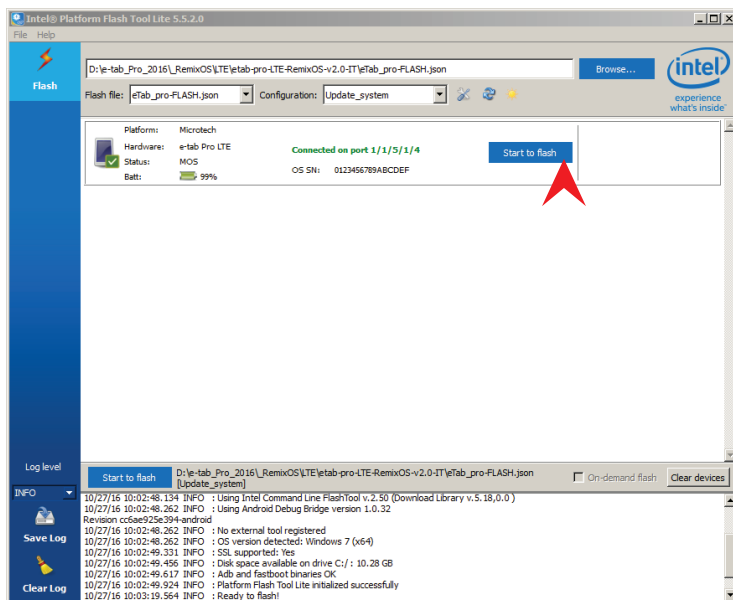 Intel® Platform Flash Tool Lite 5.5.2.0
File Help
Flash
D:\e-tab_Pro_2016\_RemixOS\LTE\etab-pro-LTE-RemixOS-v2.0-IT\eTab_pro-FLASH.json
Browse...
Flash file: eTab_pro-FLASH.json Configuration: Update_system
intel
experience
what's inside™
Platform: Microtech
Hardware: e-tab Pro LTE
Status: MOS
Batt: 99%
Connected on port 1/1/5/1/4
OS SN: 0123456789ABCDEF
Start to flash
Log level
INFO
Save Log
Clear Log
Start to flash
D:\e-tab_Pro_2016\_RemixOS\LTE\etab-pro-LTE-RemixOS-v2.0-IT\eTab_pro-FLASH.json
[Update_system]
On-demand flash
Clear devices
10/27/16 10:02:48.134 INFO : Using Intel Command Line FlashTool v.2.50 (Download Library v.5.18,0.0 )
10/27/16 10:02:48.262 INFO : Using Android Debug Bridge version 1.0.32
Revision cc6ae925e394-android
10/27/16 10:02:48.262 INFO : No external tool registered
10/27/16 10:02:48.262 INFO : OS version detected: Windows 7 (x64)
10/27/16 10:02:49.331 INFO : SSL supported: Yes
10/27/16 10:02:49.456 INFO : Disk space available on drive C:/ : 10.28 GB
10/27/16 10:02:49.617 INFO : Adb and fastboot binaries OK
10/27/16 10:02:49.924 INFO : Platform Flash Tool Lite initialized successfully
10/27/16 10:03:19.564 INFO : Ready to flash!